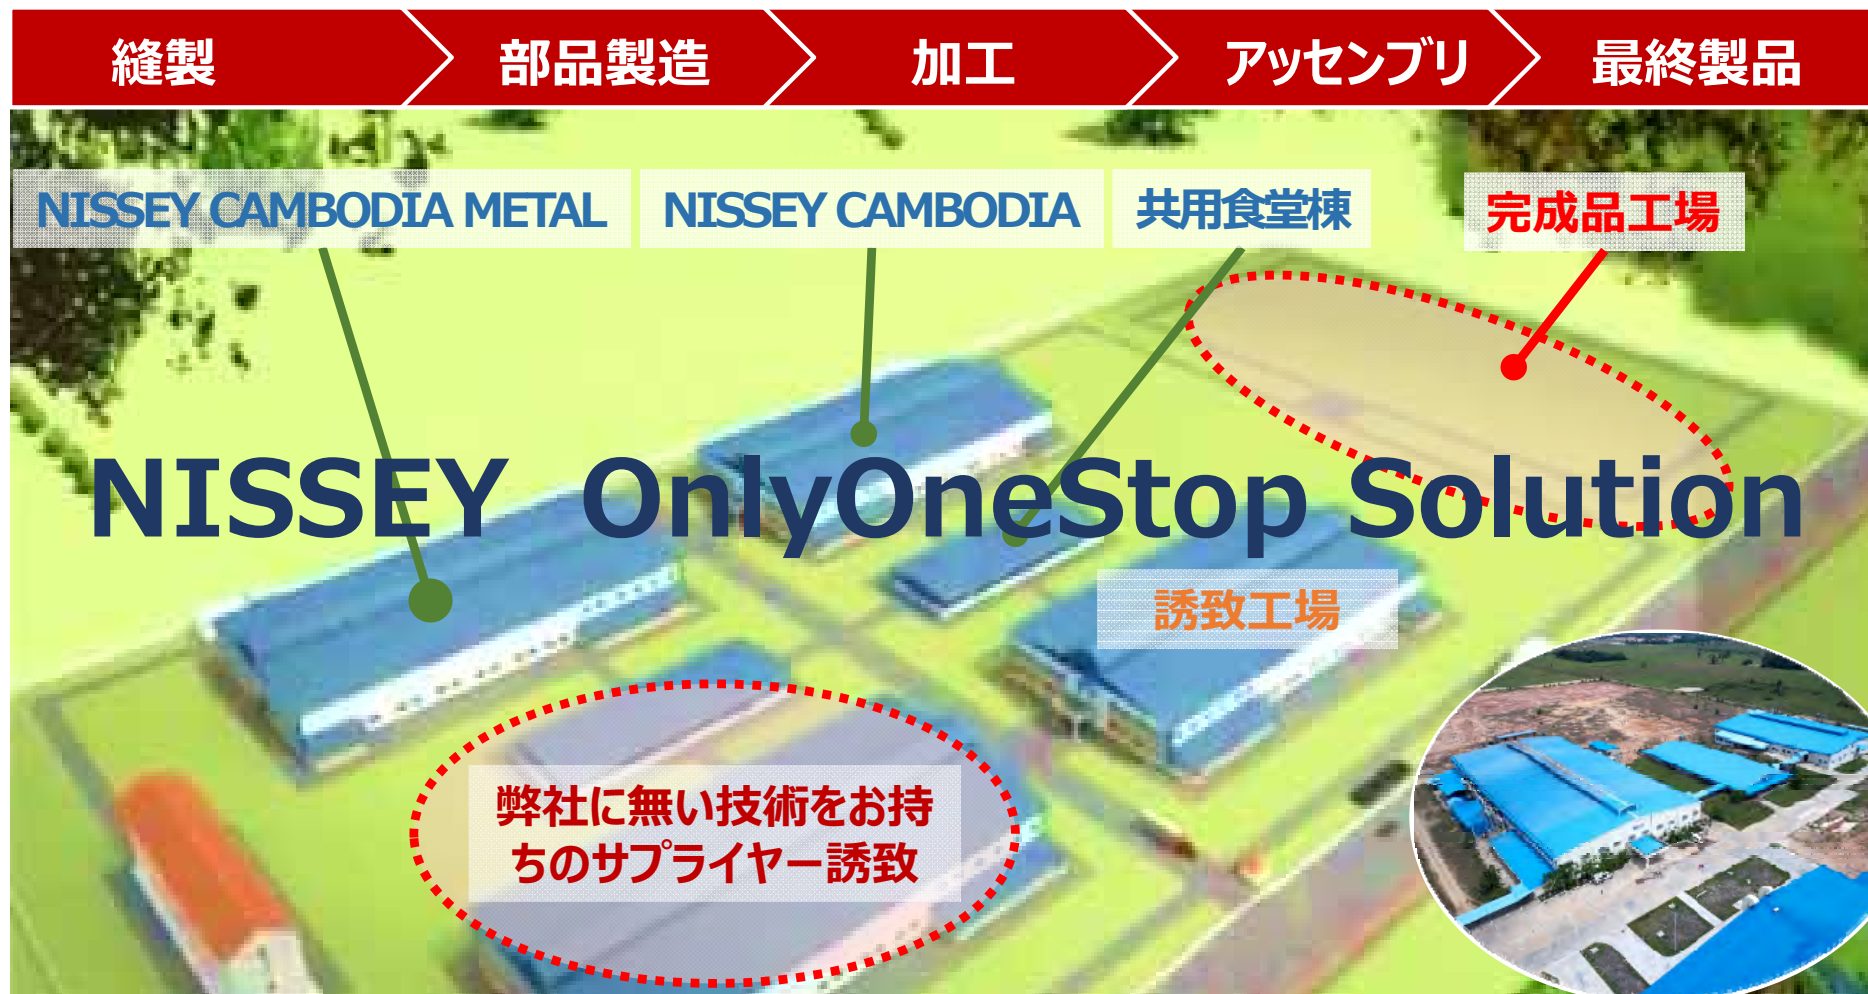 縫製
部品製造
加工
アッセンブリ
最終製品
NISSEY CAMBODIA METAL
NISSEY CAMBODIA
共用食堂棟
完成品工場
NISSEY OnlyOneStop Solution
誘致工場
弊社に無い技術をお持
ちのサプライヤー誘致